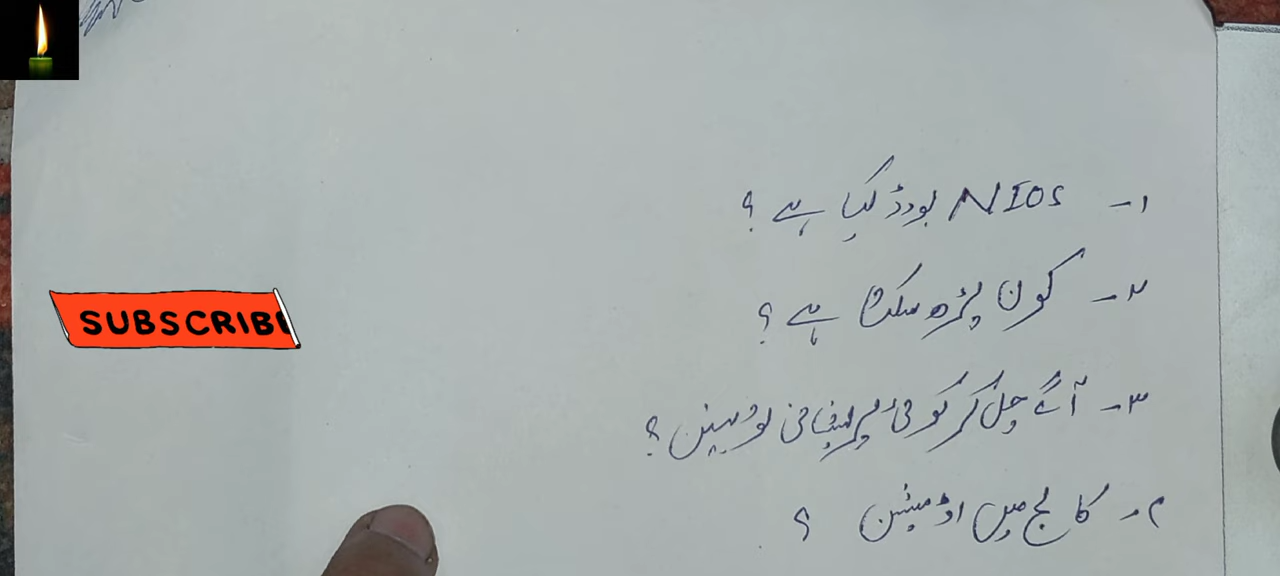 ۱- NIOS بورڈ کیا ہے ؟
۲- کون پڑھ سکتا ہے ؟
SUBSCRIBE
۳- آگے چل کر کوئی پریشانی تو نہیں ؟
۴- کالج میں اڈمیشن ؟